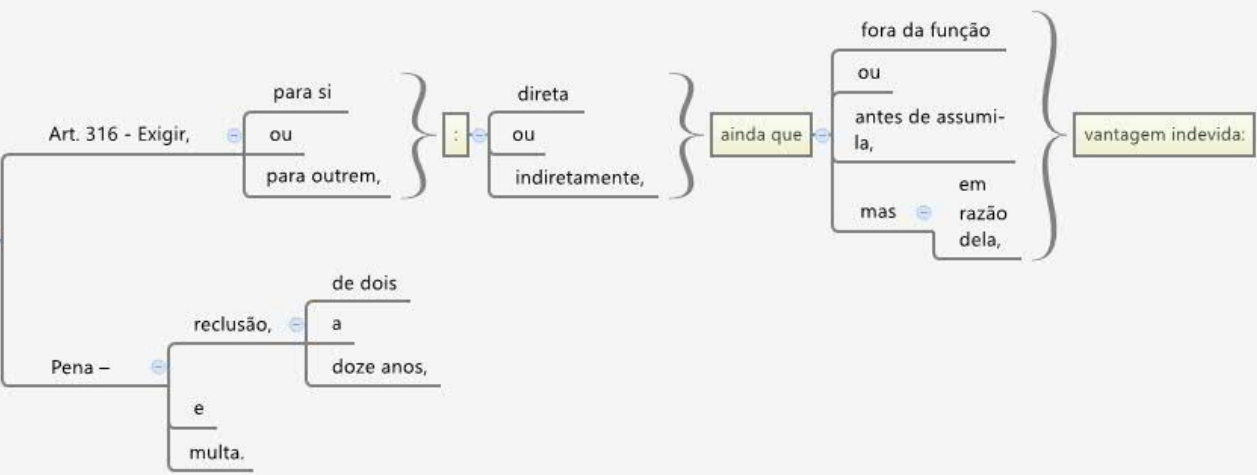 Art. 316 - Exigir,
para si
ou
para outrem,
:
direta
ou
indiretamente,
ainda que
fora da função
ou
antes de assumi-
la,
mas
em
razão
dela,
vantagem indevida:
Pena –
reclusão,
de dois
a
doze anos,
e
multa.